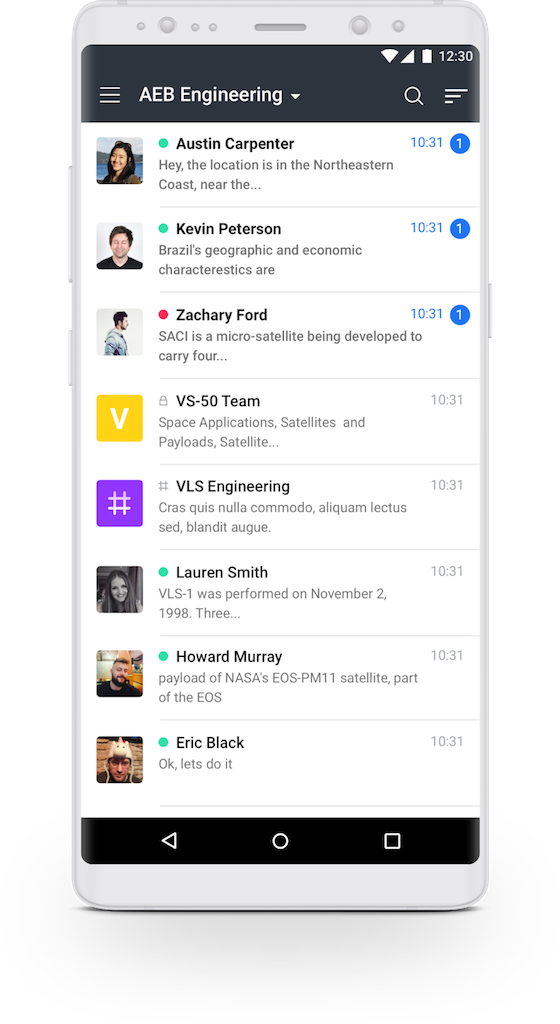 12:30
AEB Engineering
Austin Carpenter 10:31 1
Hey, the location is in the Northeastern
Coast, near the...
Kevin Peterson 10:31 1
Brazil's geographic and economic
characterestics are
Zachary Ford 10:31 1
SACI is a micro-satellite being developed to
carry four...
V VS-50 Team 10:31
Space Applications, Satellites and
Payloads, Satellite...
# # VLS Engineering 10:31
Cras quis nulla commodo, aliquam lectus
sed, blandit augue.
Lauren Smith 10:31
VLS-1 was performed on November 2,
1998. Three...
Howard Murray 10:31
payload of NASA's EOS-PM11 satellite, part
of the EOS
Eric Black 10:31
Ok, lets do it